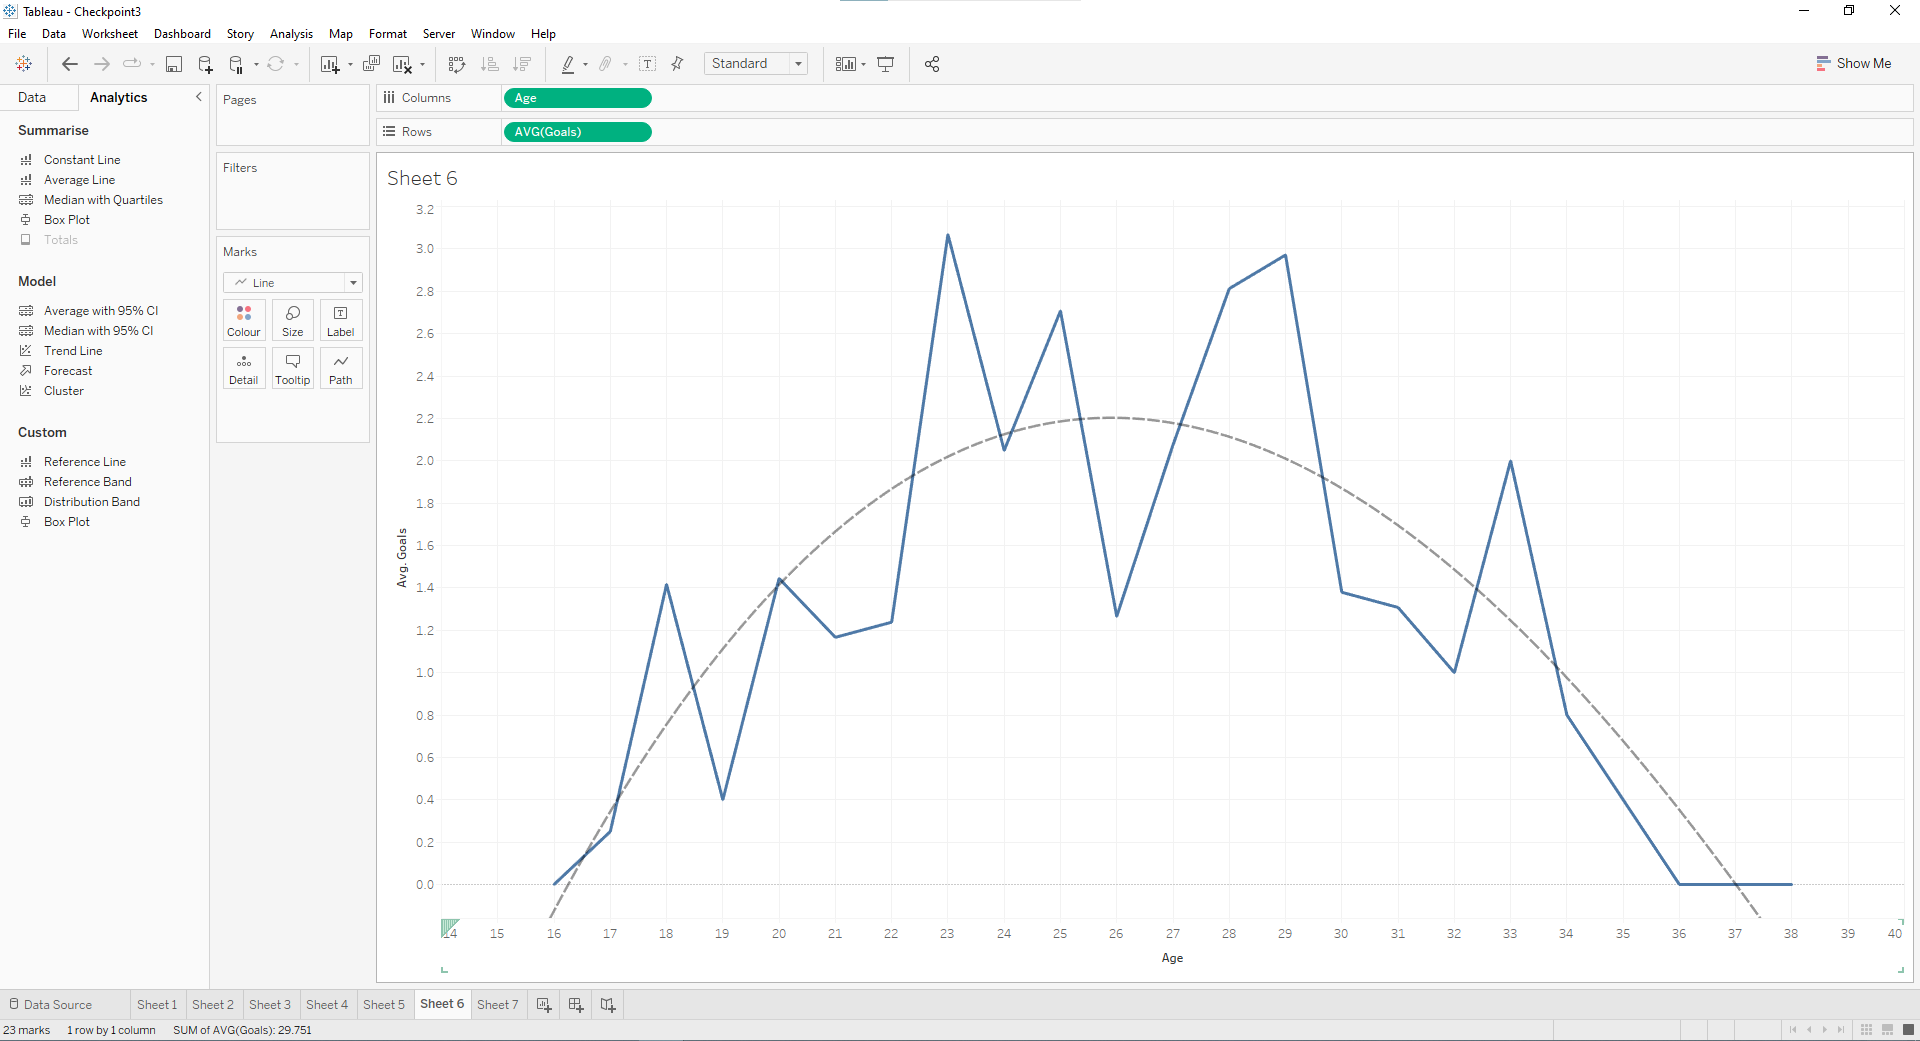 Tableau - Checkpoint3
File Data Worksheet Dashboard Story Analysis Map Format Server Window Help
Standard
Show Me
Data Analytics
Summarise
Constant Line
Average Line
Median with Quartiles
Box Plot
Totals
Model
Average with 95% CI
Median with 95% CI
Trend Line
Forecast
Cluster
Custom
Reference Line
Reference Band
Distribution Band
Box Plot
Pages
Filters
Marks
Line
Colour Size Label
Detail Tooltip Path
Columns Age
Rows AVG(Goals)
Sheet 6
3.2
3.0
2.8
2.6
2.4
2.2
2.0
1.8
1.6
1.4
1.2
1.0
0.8
0.6
0.4
0.2
0.0
Avg. Goals
14 15 16 17 18 19 20 21 22 23 24 25 26 27 28 29 30 31 32 33 34 35 36 37 38 39 40
Age
Data Source Sheet 1 Sheet 2 Sheet 3 Sheet 4 Sheet 5 Sheet 6 Sheet 7
23 marks 1 row by 1 column SUM of AVG(Goals): 29.751